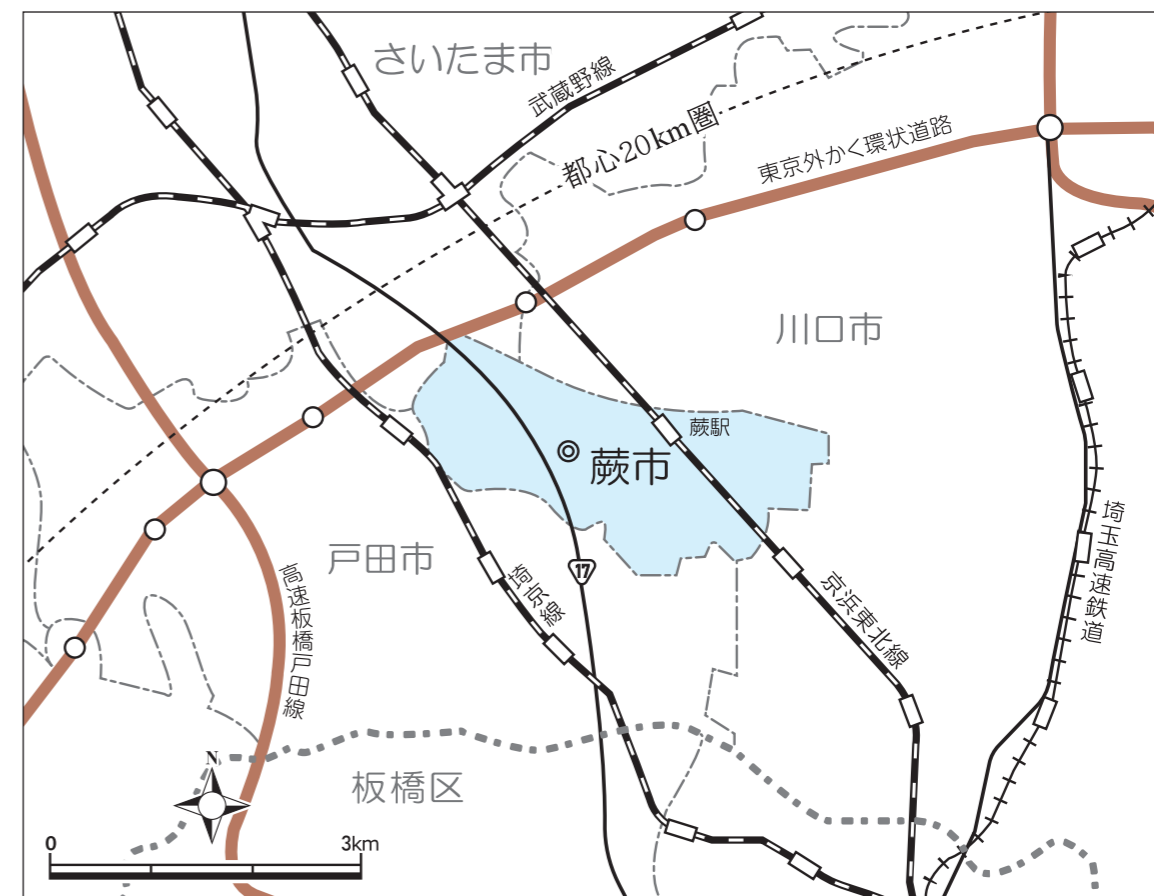 さいたま市
武蔵野線
都心20km圏
東京外かく環状道路
川口市
蕨駅
蕨市
戸田市
埼玉高速鉄道
17
埼京線
京浜東北線
高速板橋戸田線
N
板橋区
0
3km